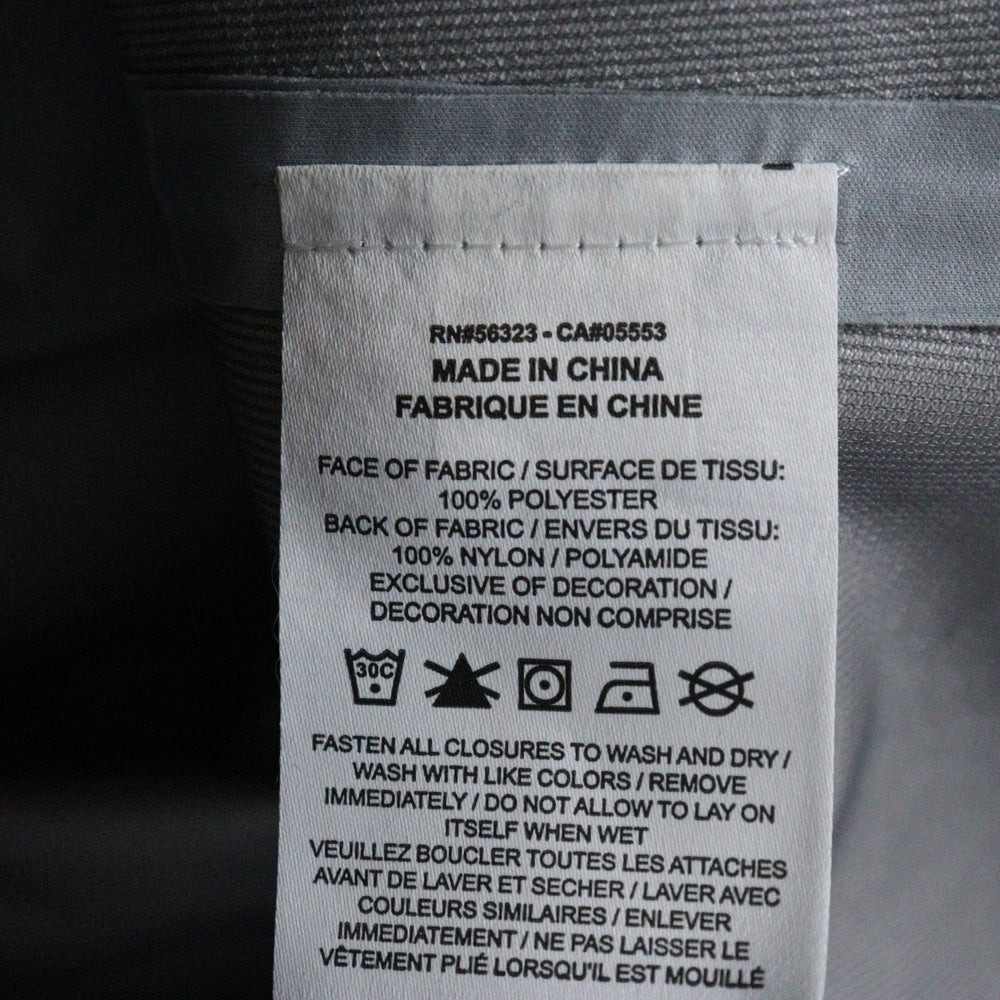 RN#56323 - CA#05553
MADE IN CHINA
FABRIQUE EN CHINE
FACE OF FABRIC / SURFACE DE TISSU:
100% POLYESTER
BACK OF FABRIC / ENVERS DU TISSU:
100% NYLON / POLYAMIDE
EXCLUSIVE OF DECORATION /
DECORATION NON COMPRISE
30C
FASTEN ALL CLOSURES TO WASH AND DRY /
WASH WITH LIKE COLORS / REMOVE
IMMEDIATELY / DO NOT ALLOW TO LAY ON
ITSELF WHEN WET
VEUILLEZ BOUCLER TOUTES LES ATTACHES
AVANT DE LAVER ET SECHER / LAVER AVEC
COULEURS SIMILAIRES / ENLEVER
IMMEDIATEMENT / NE PAS LAISSER LE
VÊTEMENT PLIÉ LORSQU'IL EST MOUILLÉ